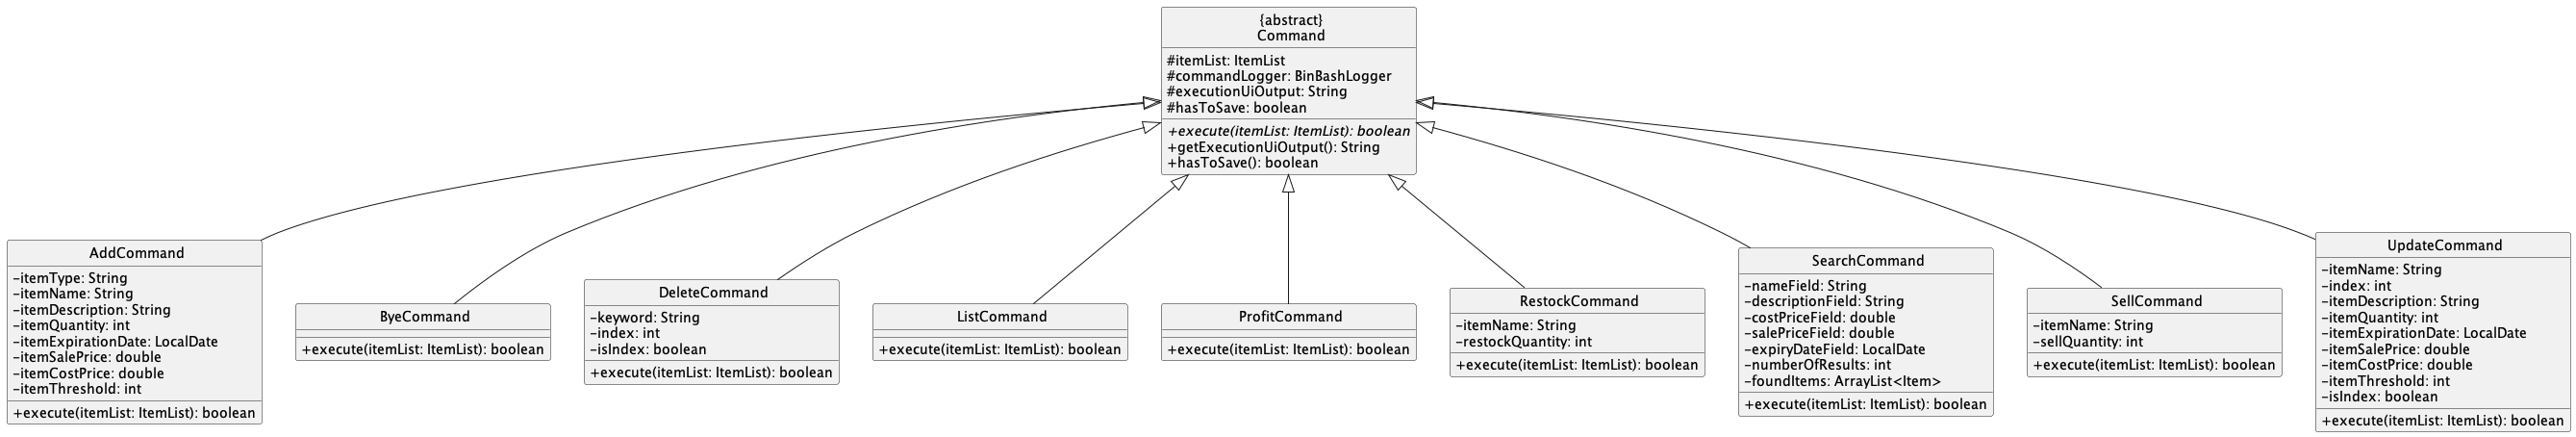 {abstract}
Command
#itemList: ItemList
#commandLogger: BinBashLogger
#executionUiOutput: String
#hasToSave: boolean
+execute(itemList: ItemList): boolean
+getExecutionUiOutput(): String
+hasToSave(): boolean
AddCommand
-itemType: String
-itemName: String
-itemDescription: String
-itemQuantity: int
-itemExpirationDate: LocalDate
-itemSalePrice: double
-itemCostPrice: double
-itemThreshold: int
+execute(itemList: ItemList): boolean
ByeCommand
+execute(itemList: ItemList): boolean
DeleteCommand
-keyword: String
-index: int
-isIndex: boolean
+execute(itemList: ItemList): boolean
ListCommand
+execute(itemList: ItemList): boolean
ProfitCommand
+execute(itemList: ItemList): boolean
RestockCommand
-itemName: String
-restockQuantity: int
+execute(itemList: ItemList): boolean
SearchCommand
-nameField: String
-descriptionField: String
-costPriceField: double
-salePriceField: double
-expiryDateField: LocalDate
-numberOfResults: int
-foundItems: ArrayList<Item>
+execute(itemList: ItemList): boolean
SellCommand
-itemName: String
-sellQuantity: int
+execute(itemList: ItemList): boolean
UpdateCommand
-itemName: String
-index: int
-itemDescription: String
-itemQuantity: int
-itemExpirationDate: LocalDate
-itemSalePrice: double
-itemCostPrice: double
-itemThreshold: int
-isIndex: boolean
+execute(itemList: ItemList): boolean